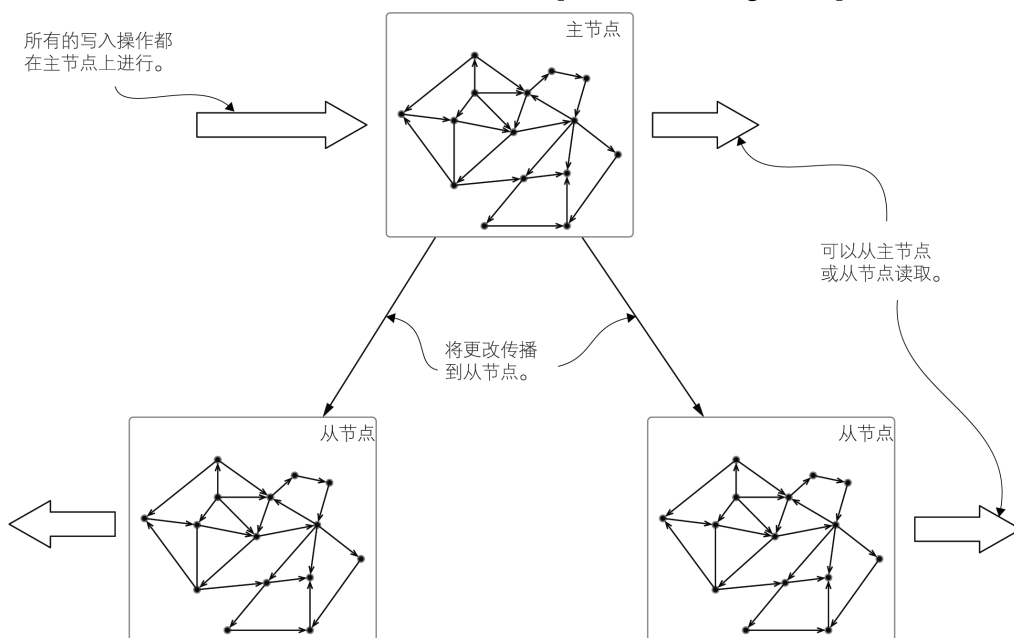 主节点
所有的写入操作都
在主节点上进行。
可以从主节点
或从节点读取。
将更改传播
到从节点。
从节点
从节点